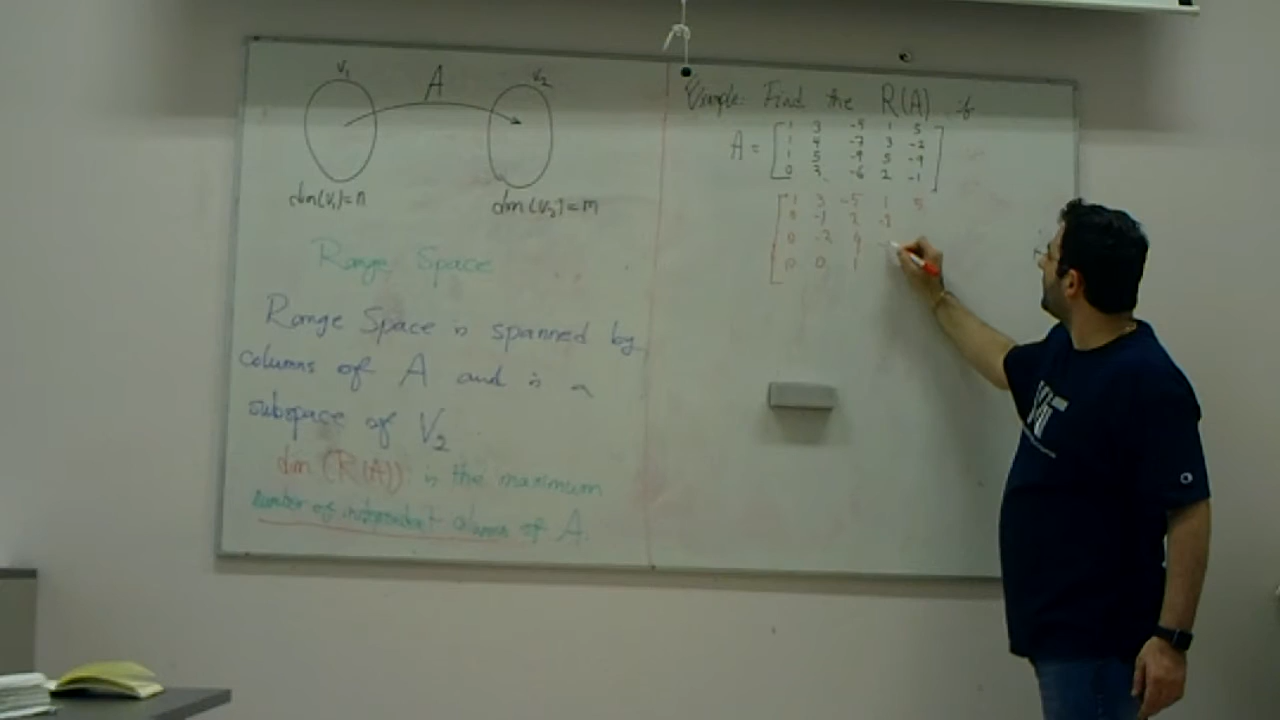 V₁ A V₂
dim(V₁)=n dim(V₂)=m
Range Space
Range Space is spanned by
columns of A and is a
subspace of V₂
dim (R(A)): is the maximum
number of independent columns of A.
Example: Find the R(A) if
A = [1 3 -5 1 5
1 4 -7 3 -2
1 5 -9 5 -9
0 3 -6 2 -1]
1 3 -5 1 5
0 -1 2 -2
0 -2 4
0 0 1